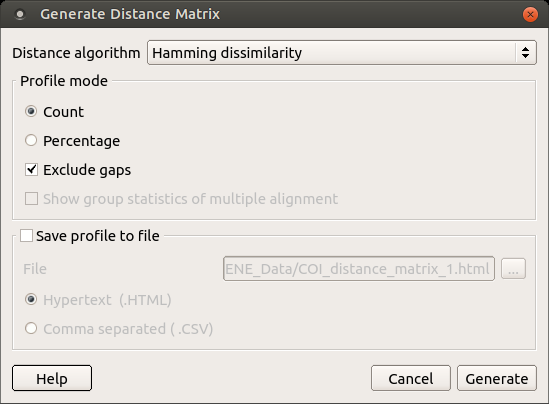 Generate Distance Matrix
Distance algorithm Hamming dissimilarity
Profile mode
Count
Percentage
Exclude gaps
Show group statistics of multiple alignment
Save profile to file
File ENE_Data/COI_distance_matrix_1.html ...
Hypertext (.HTML)
Comma separated ( .CSV)
Help Cancel Generate